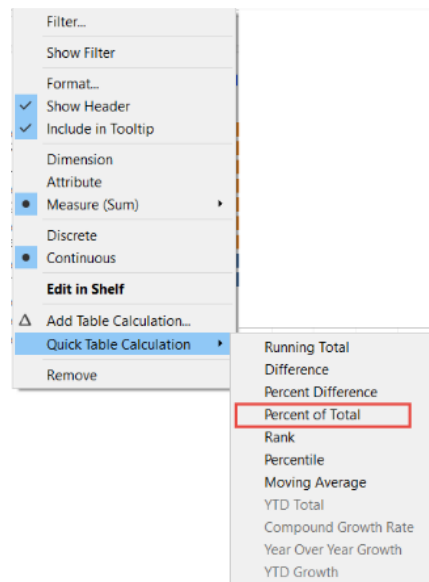 Filter...
Show Filter
Format...
Show Header
Include in Tooltip
Dimension
Attribute
Measure (Sum)
Discrete
Continuous
Edit in Shelf
Add Table Calculation...
Quick Table Calculation
Remove
Running Total
Difference
Percent Difference
Percent of Total
Rank
Percentile
Moving Average
YTD Total
Compound Growth Rate
Year Over Year Growth
YTD Growth